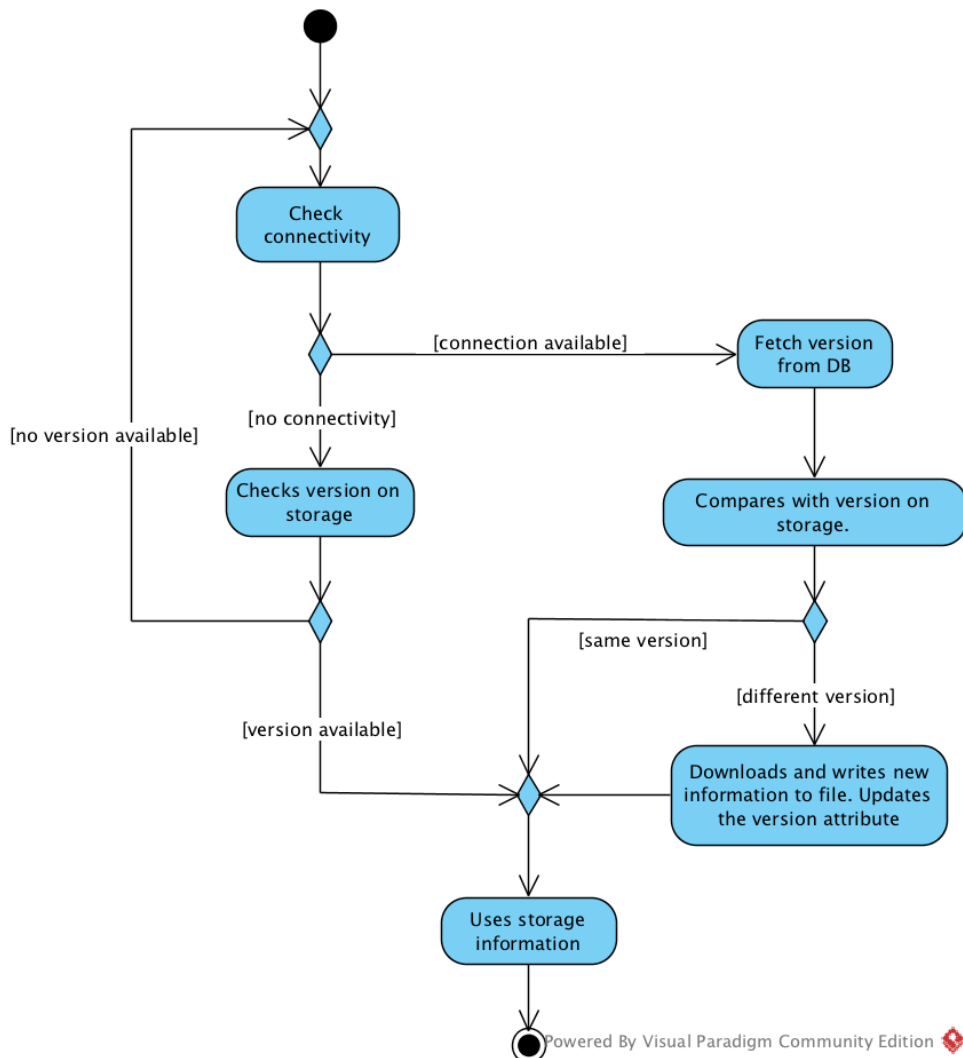 Check
connectivity
[connection available]
Fetch version
from DB
[no connectivity]
[no version available]
Checks version on
storage
Compares with version on
storage.
[same version]
[different version]
[version available]
Downloads and writes new
information to file. Updates
the version attribute
Uses storage
information
Powered By Visual Paradigm Community Edition